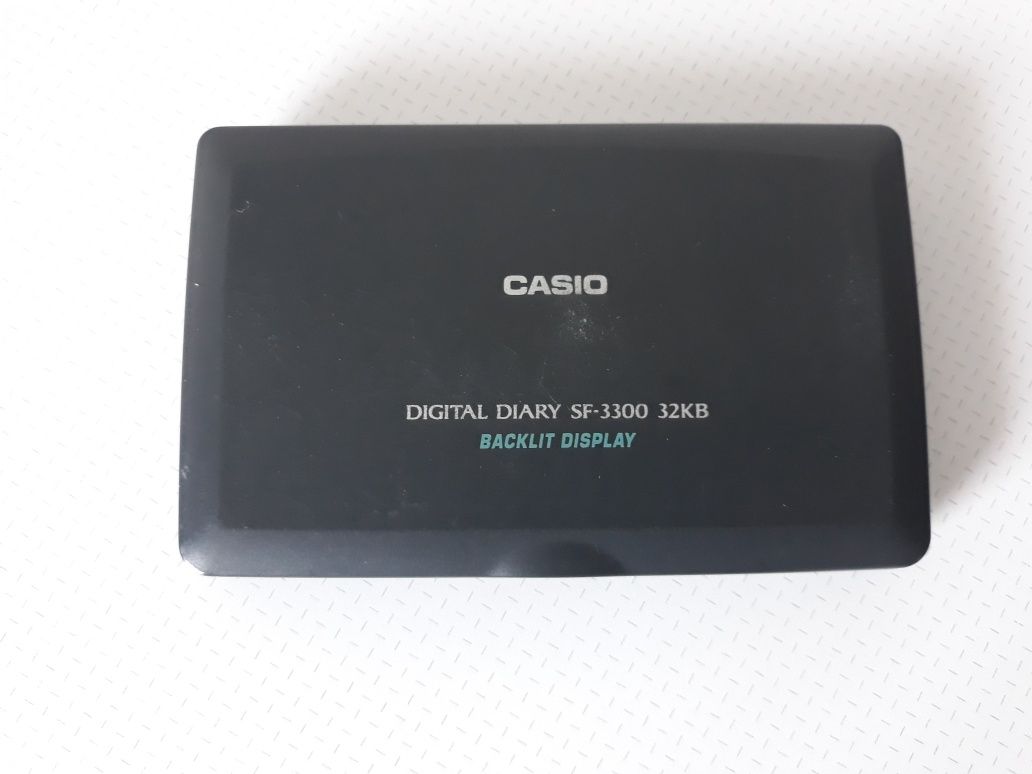 CASIO
DIGITAL DIARY SF-3300 32KB
BACKLIT DISPLAY